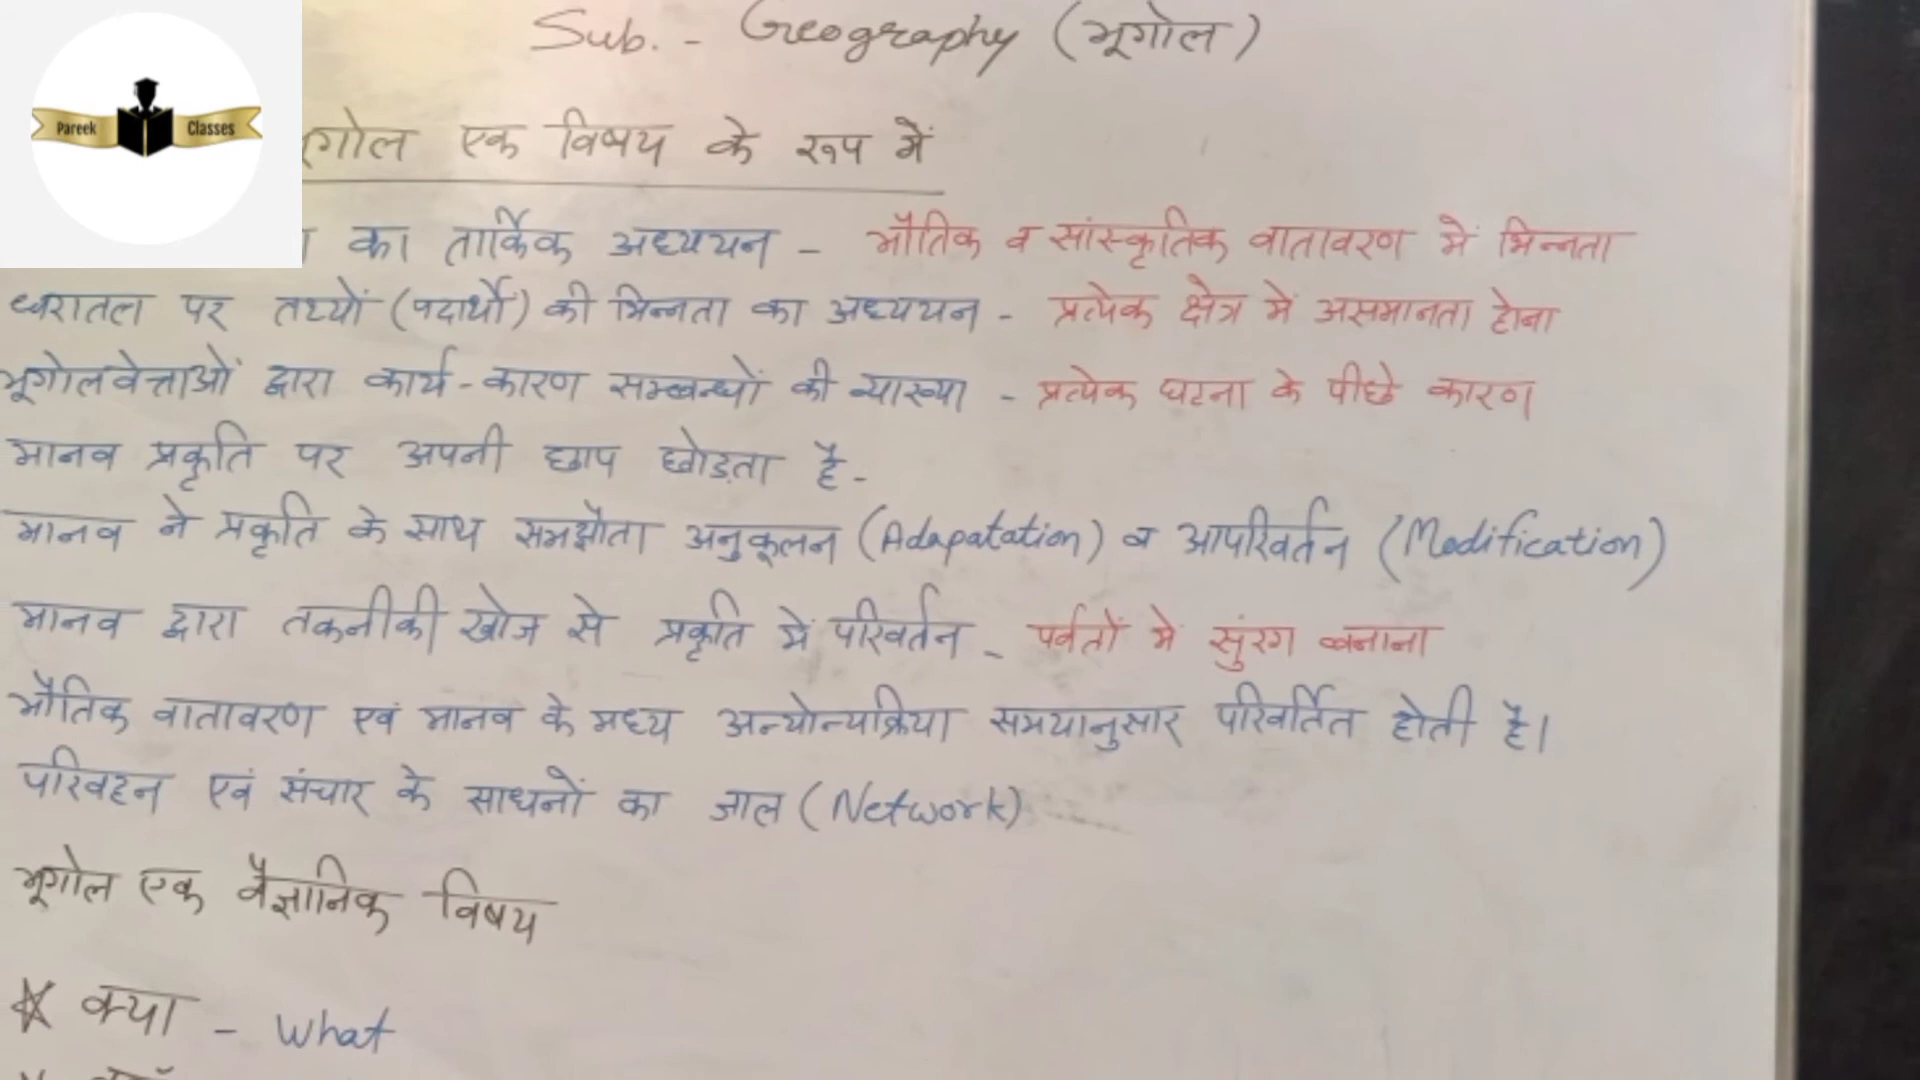 Sub. - Geography (भूगोल)
Pareek Classes
एक विषय के रूप में
का तार्किक अध्ययन - भौतिक व सांस्कृतिक वातावरण में भिन्नता
धरातल पर तथ्यों (पदार्थों) की भिन्नता का अध्ययन - प्रत्येक क्षेत्र में असमानता होना
भूगोलवेत्ताओं द्वारा कार्य-कारण सम्बन्धों की व्याख्या - प्रत्येक घटना के पीछे कारण
मानव प्रकृति पर अपनी छाप छोड़ता है-
मानव ने प्रकृति के साथ समझौता अनुकूलन (Adapatation) व आपरिवर्तन (Modification)
मानव द्वारा तकनीकी खोज से प्रकृति में परिवर्तन - पर्वतों में सुंरग बनाना
भौतिक वातावरण एवं मानव के मध्य अन्योन्यक्रिया समयानुसार परिवर्तित होती है।
परिवहन एवं संचार के साधनों का जाल (Network)
भूगोल एक वैज्ञानिक विषय
* क्या - What